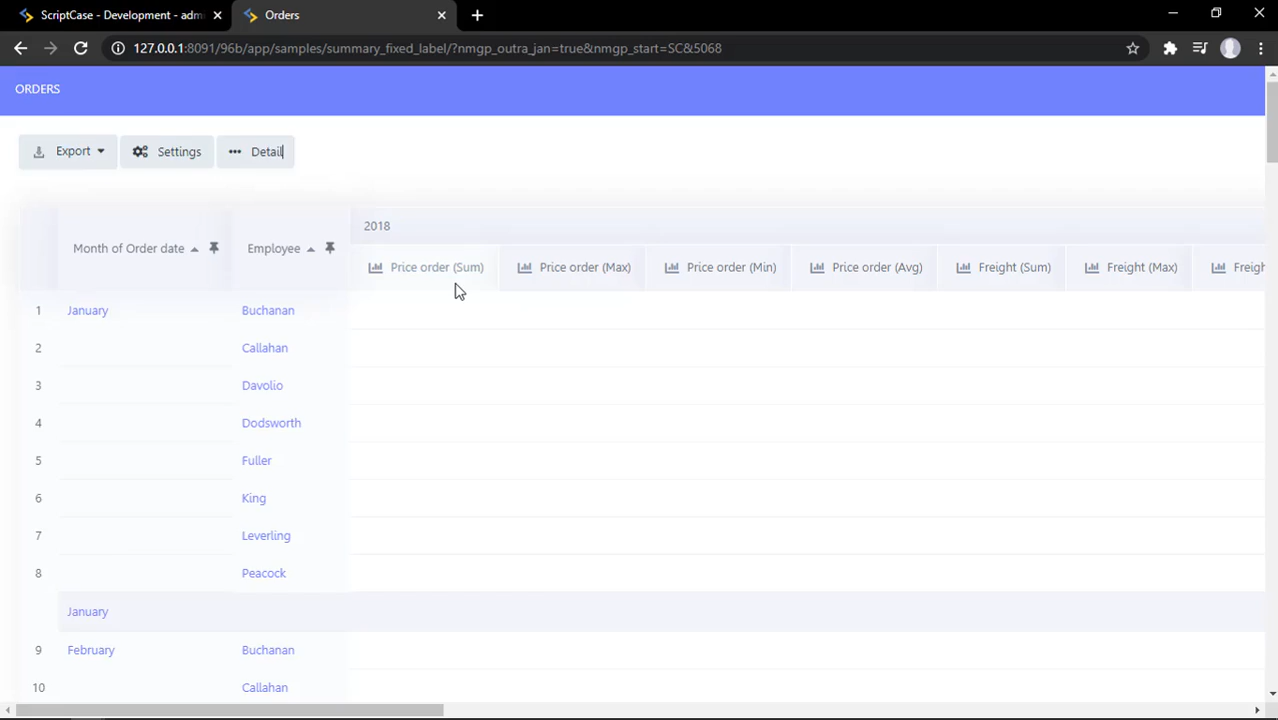 ScriptCase - Development - adm
Orders
127.0.0.1:8091/96b/app/samples/summary_fixed_label/?nmgp_outra_jan=true&nmgp_start=SC&5068
ORDERS
Export Settings Detail
2018
Month of Order date Employee
Price order (Sum) Price order (Max) Price order (Min) Price order (Avg) Freight (Sum) Freight (Max) Freigh
1 January Buchanan
2 Callahan
3 Davolio
4 Dodsworth
5 Fuller
6 King
7 Leverling
8 Peacock
January
9 February Buchanan
10 Callahan